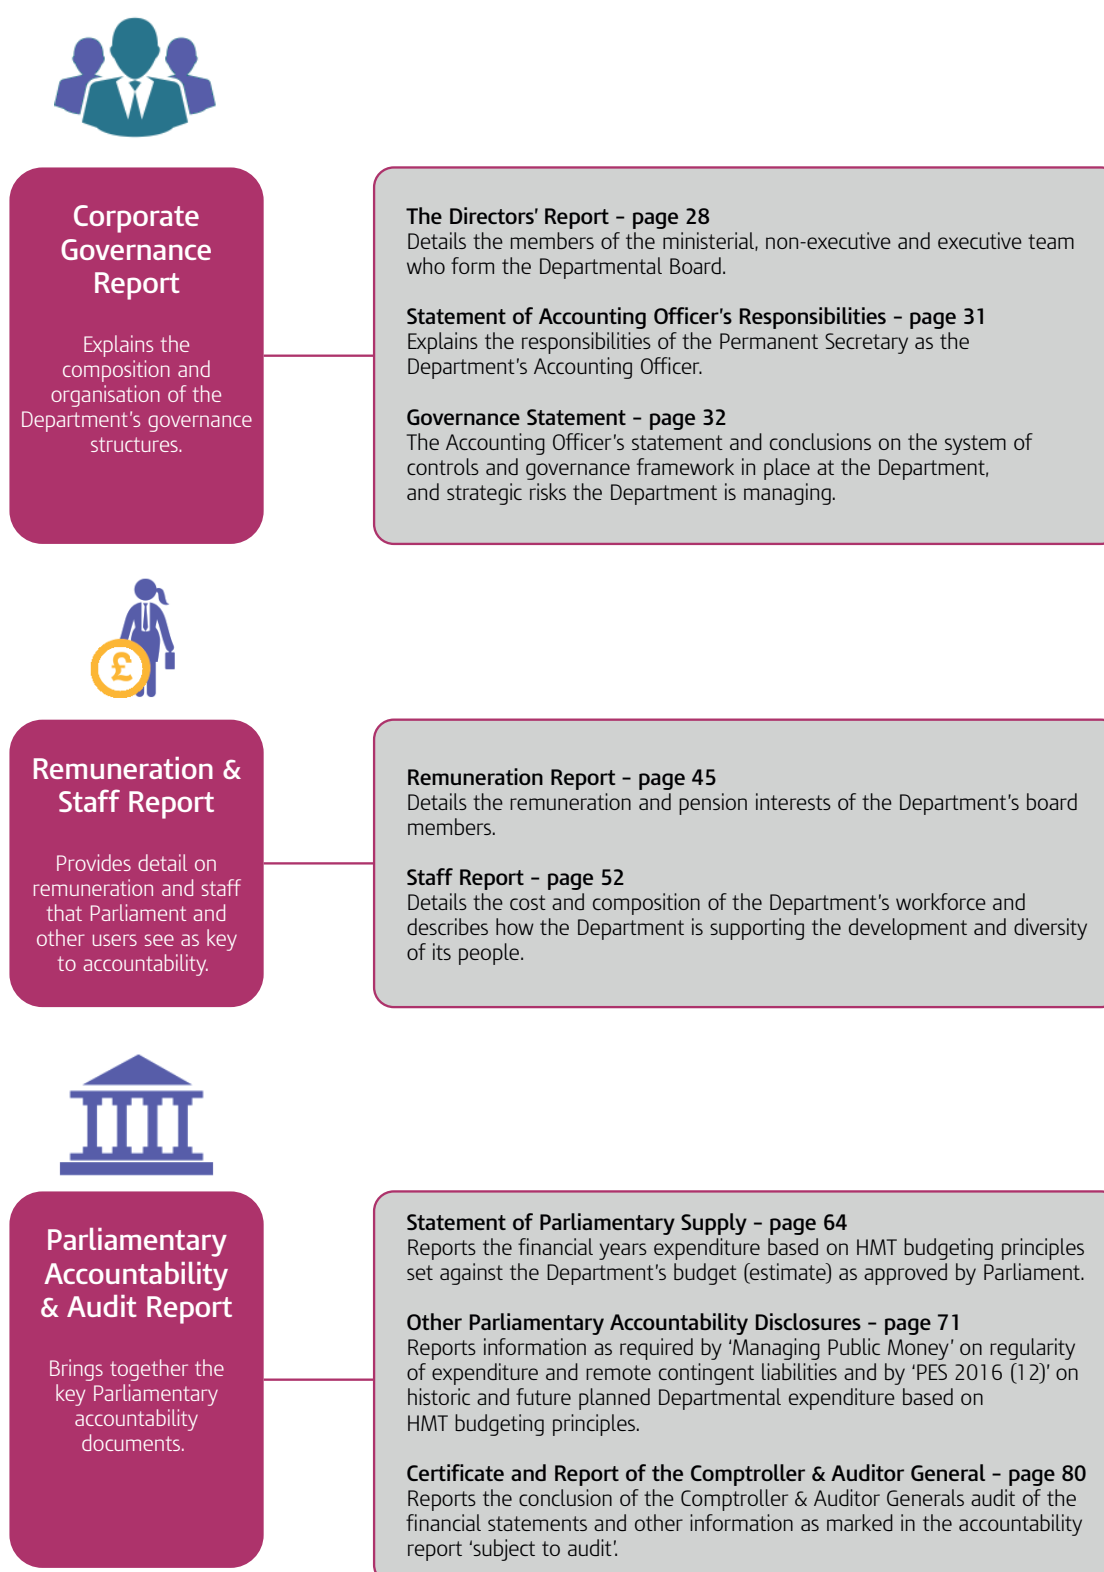 Corporate
Governance
Report
Explains the
composition and
organisation of the
Department's governance
structures.
The Directors' Report – page 28
Details the members of the ministerial, non-executive and executive team
who form the Departmental Board.
Statement of Accounting Officer's Responsibilities – page 31
Explains the responsibilities of the Permanent Secretary as the
Department's Accounting Officer.
Governance Statement – page 32
The Accounting Officer's statement and conclusions on the system of
controls and governance framework in place at the Department,
and strategic risks the Department is managing.
£
Remuneration &
Staff Report
Provides detail on
remuneration and staff
that Parliament and
other users see as key
to accountability.
Remuneration Report – page 45
Details the remuneration and pension interests of the Department's board
members.
Staff Report – page 52
Details the cost and composition of the Department's workforce and
describes how the Department is supporting the development and diversity
of its people.
Parliamentary
Accountability
& Audit Report
Brings together the
key Parliamentary
accountability
documents.
Statement of Parliamentary Supply – page 64
Reports the financial years expenditure based on HMT budgeting principles
set against the Department's budget (estimate) as approved by Parliament.
Other Parliamentary Accountability Disclosures – page 71
Reports information as required by 'Managing Public Money' on regularity
of expenditure and remote contingent liabilities and by 'PES 2016 (12)' on
historic and future planned Departmental expenditure based on
HMT budgeting principles.
Certificate and Report of the Comptroller & Auditor General – page 80
Reports the conclusion of the Comptroller & Auditor Generals audit of the
financial statements and other information as marked in the accountability
report 'subject to audit'.